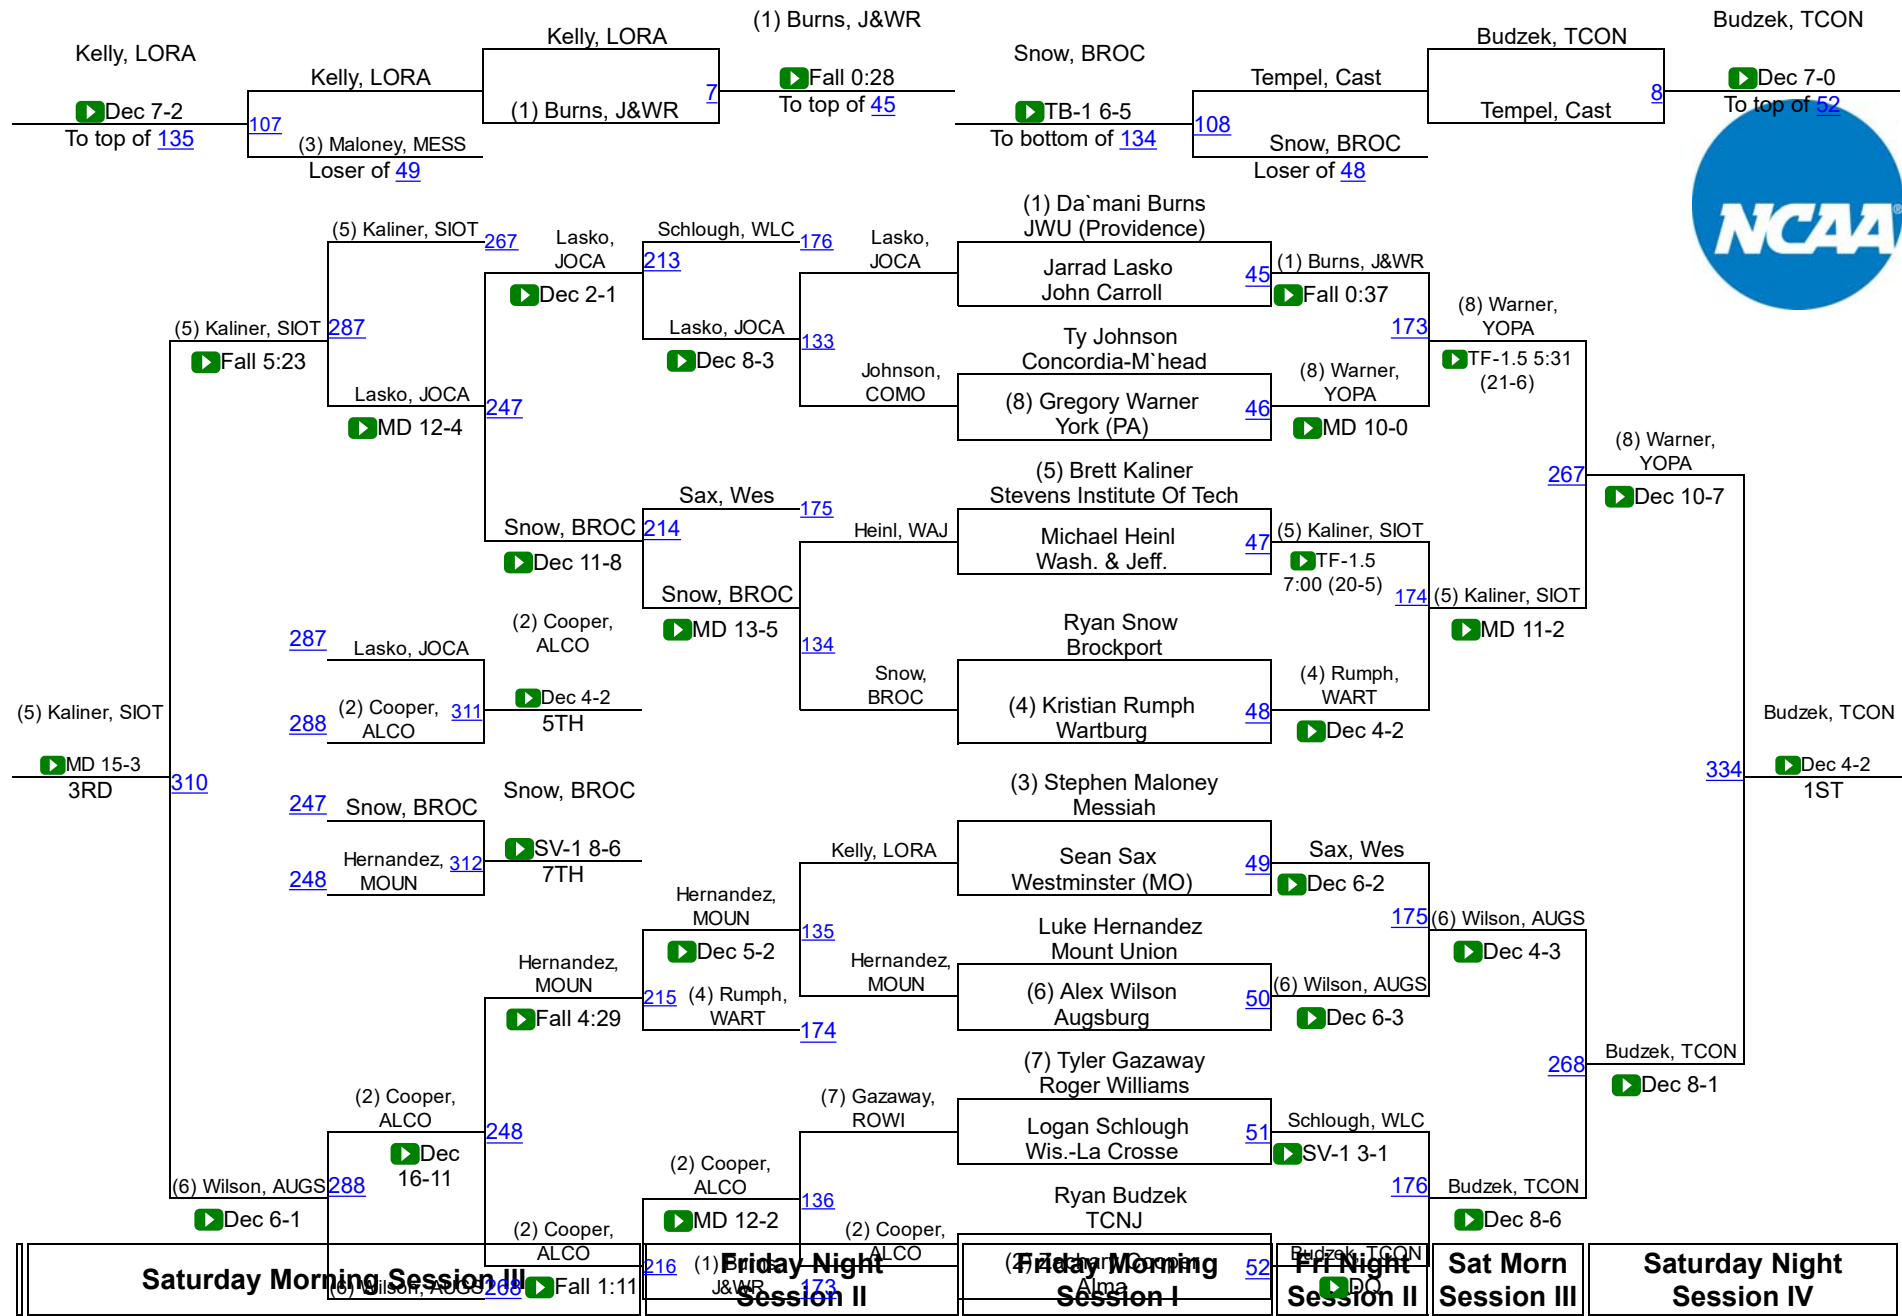 (1) Burns, J&WR
Budzek, TCON
Kelly, LORA
Kelly, LORA
Snow, BROC
Budzek, TCON
Kelly, LORA
Fall 0:28
Tempel, Cast
Dec 7-0
Dec 7-2
(1) Burns, J&WR
7
To top of 45
TB-1 6-5
Tempel, Cast
8
To top of 52
To top of 135
107
(3) Maloney, MESS
To bottom of 134
108
Snow, BROC
Loser of 49
Loser of 48
NCAA®
(1) Da`mani Burns
JWU (Providence)
Jarrad Lasko
John Carroll
45
Ty Johnson
Concordia-M`head
(8) Gregory Warner
York (PA)
46
(5) Brett Kaliner
Stevens Institute Of Tech
Michael Heinl
Wash. & Jeff.
47
Ryan Snow
Brockport
(4) Kristian Rumph
Wartburg
48
(3) Stephen Maloney
Messiah
Sean Sax
Westminster (MO)
49
Luke Hernandez
Mount Union
(6) Alex Wilson
Augsburg
50
(7) Tyler Gazaway
Roger Williams
Logan Schlough
Wis.-La Crosse
51
Ryan Budzek
TCNJ
(2) Zachary Cooper
Alma
52
(1) Burns, J&WR
Fall 0:37
173
(8) Warner,
YOPA
MD 10-0
(5) Kaliner, SIOT
TF-1.5
7:00 (20-5)
174
(4) Rumph,
WART
Dec 4-2
Sax, Wes
Dec 6-2
175
(6) Wilson, AUGS
Dec 6-3
Schlough, WLC
SV-1 3-1
176
Budzek, TCON
DQ
(8) Warner,
YOPA
TF-1.5 5:31
(21-6)
267
(5) Kaliner, SIOT
MD 11-2
(6) Wilson, AUGS
Dec 4-3
268
Budzek, TCON
Dec 8-6
(8) Warner,
YOPA
Dec 10-7
334
Budzek, TCON
Dec 8-1
Budzek, TCON
Dec 4-2
1ST
Lasko,
JOCA
133
Johnson,
COMO
Heinl, WAJ
134
Snow,
BROC
Kelly, LORA
135
Hernandez,
MOUN
(7) Gazaway,
ROWI
136
(2) Cooper,
ALCO
Schlough, WLC
176
213
Lasko, JOCA
Dec 8-3
Sax, Wes
175
214
Snow, BROC
MD 13-5
Hernandez,
MOUN
Dec 5-2
215
(4) Rumph,
WART
174
(2) Cooper,
ALCO
MD 12-2
216
(1) Burns,
J&WR
173
Lasko,
JOCA
Dec 2-1
247
Snow, BROC
Dec 11-8
Hernandez,
MOUN
Fall 4:29
248
(2) Cooper,
ALCO
Fall 1:11
(5) Kaliner, SIOT
267
287
Lasko, JOCA
MD 12-4
(2) Cooper,
ALCO
Dec
16-11
288
(6) Wilson, AUGS
268
(5) Kaliner, SIOT
Fall 5:23
310
(6) Wilson, AUGS
Dec 6-1
(5) Kaliner, SIOT
MD 15-3
3RD
287
Lasko, JOCA
288
(2) Cooper,
ALCO
311
(2) Cooper,
ALCO
Dec 4-2
5TH
247
Snow, BROC
248
Hernandez,
MOUN
312
Snow, BROC
SV-1 8-6
7TH
Saturday Morning Session III
Friday Night
Session II
Friday Morning
Session I
Fri Night
Session II
Sat Morn
Session III
Saturday Night
Session IV